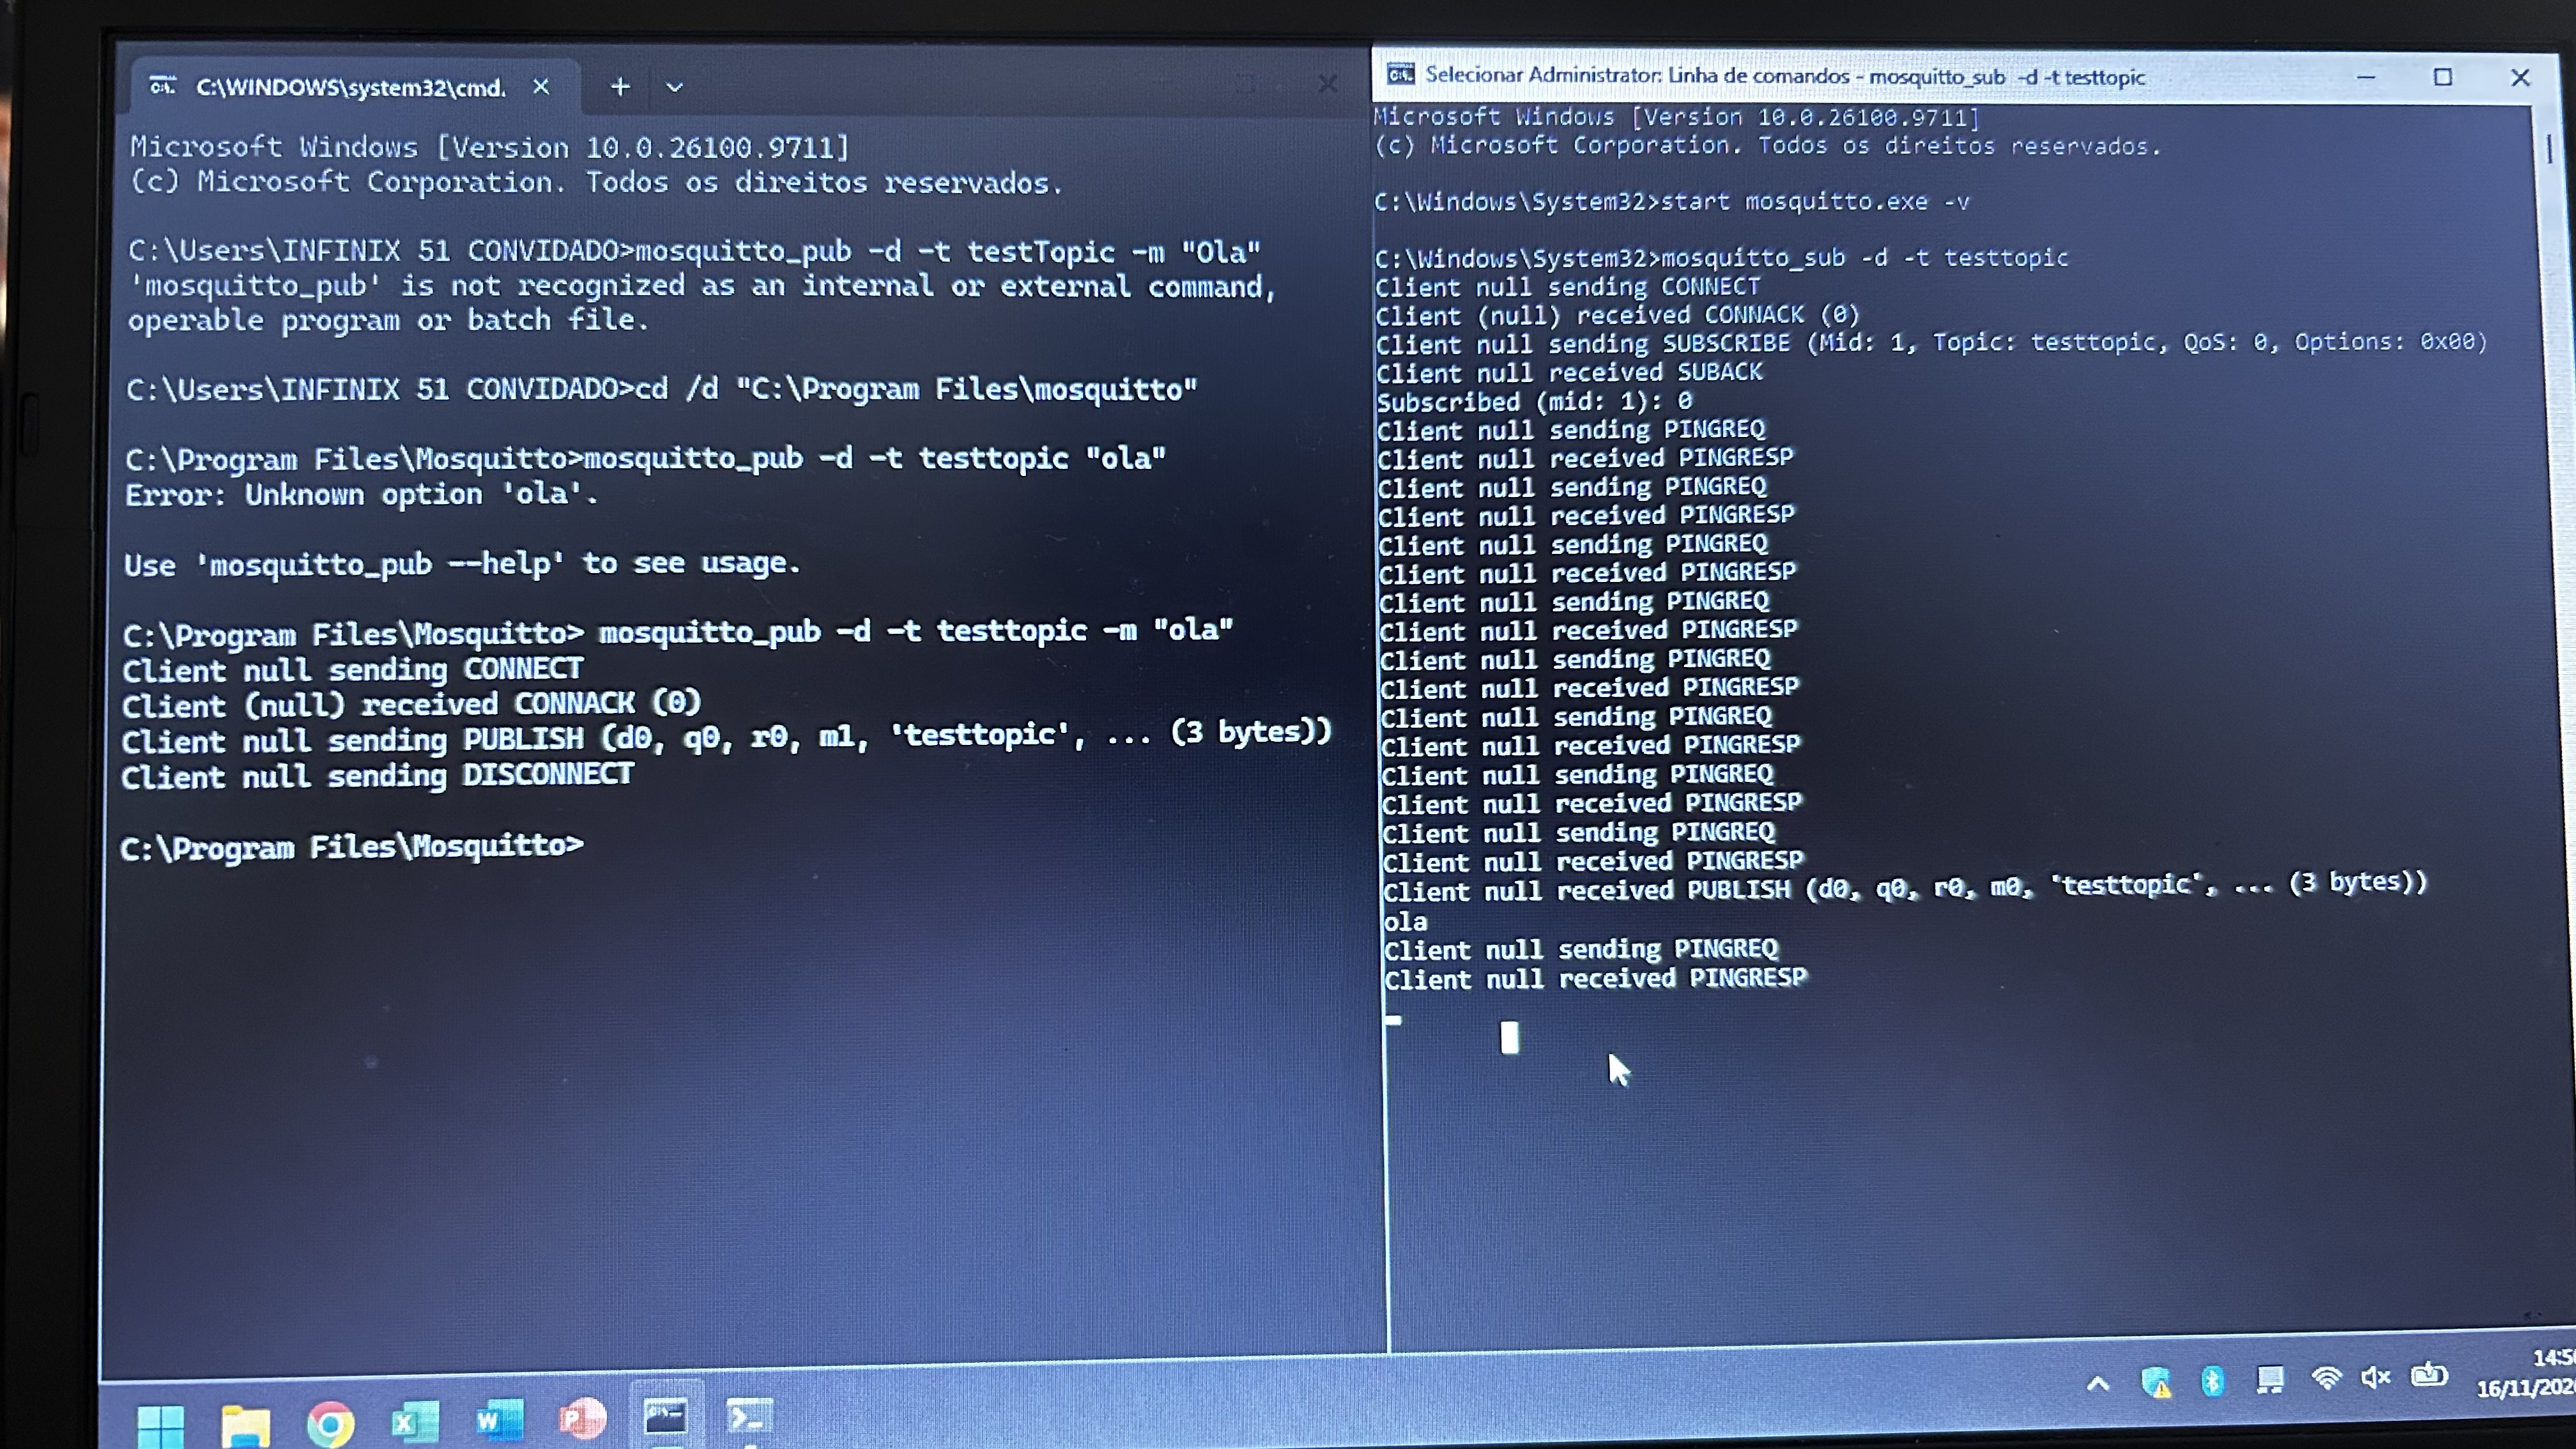 C:\WINDOWS\system32\cmd.
Microsoft Windows [Version 10.0.26100.9711]
(c) Microsoft Corporation. Todos os direitos reservados.
C:\Users\INFINIX 51 CONVIDADO>mosquitto_pub -d -t testTopic -m "Ola"
'mosquitto_pub' is not recognized as an internal or external command,
operable program or batch file.
C:\Users\INFINIX 51 CONVIDADO>cd /d "C:\Program Files\mosquitto"
C:\Program Files\Mosquitto>mosquitto_pub -d -t testtopic "ola"
Error: Unknown option 'ola'.
Use 'mosquitto_pub --help' to see usage.
C:\Program Files\Mosquitto> mosquitto_pub -d -t testtopic -m "ola"
Client null sending CONNECT
Client (null) received CONNACK (0)
Client null sending PUBLISH (d0, q0, r0, m1, 'testtopic', ... (3 bytes))
Client null sending DISCONNECT
C:\Program Files\Mosquitto>
Selecionar Administrator: Linha de comandos - mosquitto_sub -d -t testtopic
Microsoft Windows [Version 10.0.26100.9711]
(c) Microsoft Corporation. Todos os direitos reservados.
C:\Windows\System32>start mosquitto.exe -v
C:\Windows\System32>mosquitto_sub -d -t testtopic
Client null sending CONNECT
Client (null) received CONNACK (0)
Client null sending SUBSCRIBE (Mid: 1, Topic: testtopic, QoS: 0, Options: 0x00)
Client null received SUBACK
Subscribed (mid: 1): 0
Client null sending PINGREQ
Client null received PINGRESP
Client null sending PINGREQ
Client null received PINGRESP
Client null sending PINGREQ
Client null received PINGRESP
Client null sending PINGREQ
Client null received PINGRESP
Client null sending PINGREQ
Client null received PINGRESP
Client null sending PINGREQ
Client null received PINGRESP
Client null sending PINGREQ
Client null received PINGRESP
Client null sending PINGREQ
Client null received PINGRESP
Client null received PUBLISH (d0, q0, r0, m0, 'testtopic', ... (3 bytes))
ola
Client null sending PINGREQ
Client null received PINGRESP